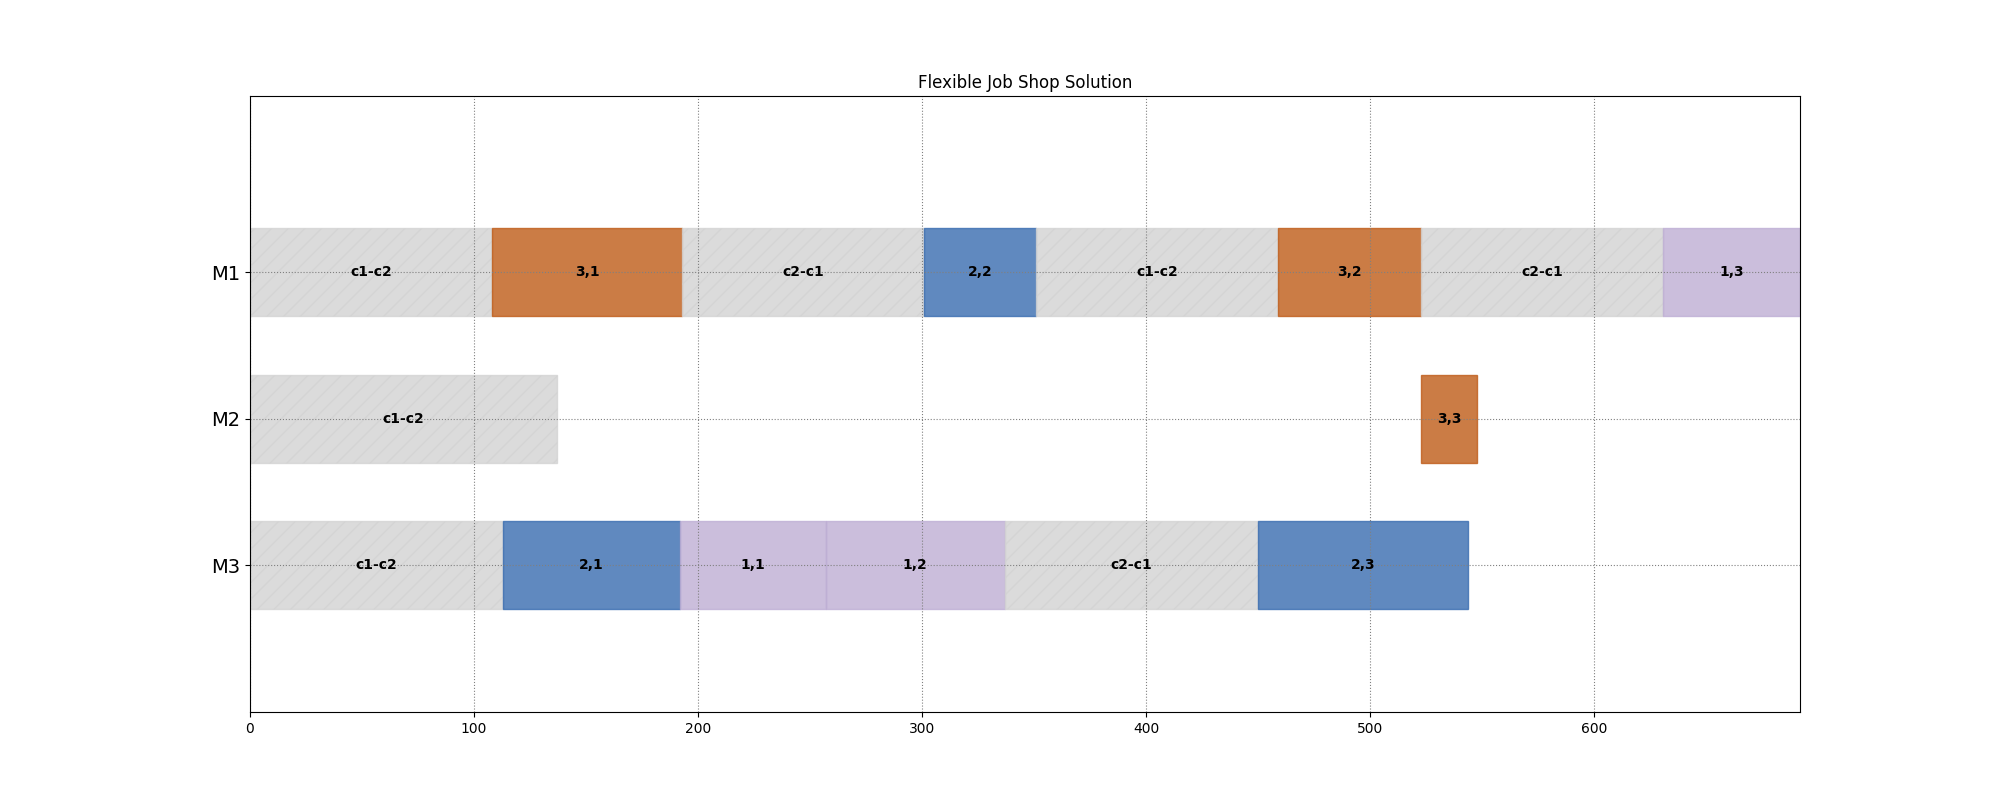 Flexible Job Shop Solution
M1 c1-c2 3,1 c2-c1 2,2 c1-c2 3,2 c2-c1 1,3
M2 c1-c2 3,3
M3 c1-c2 2,1 1,1 1,2 c2-c1 2,3
0 100 200 300 400 500 600